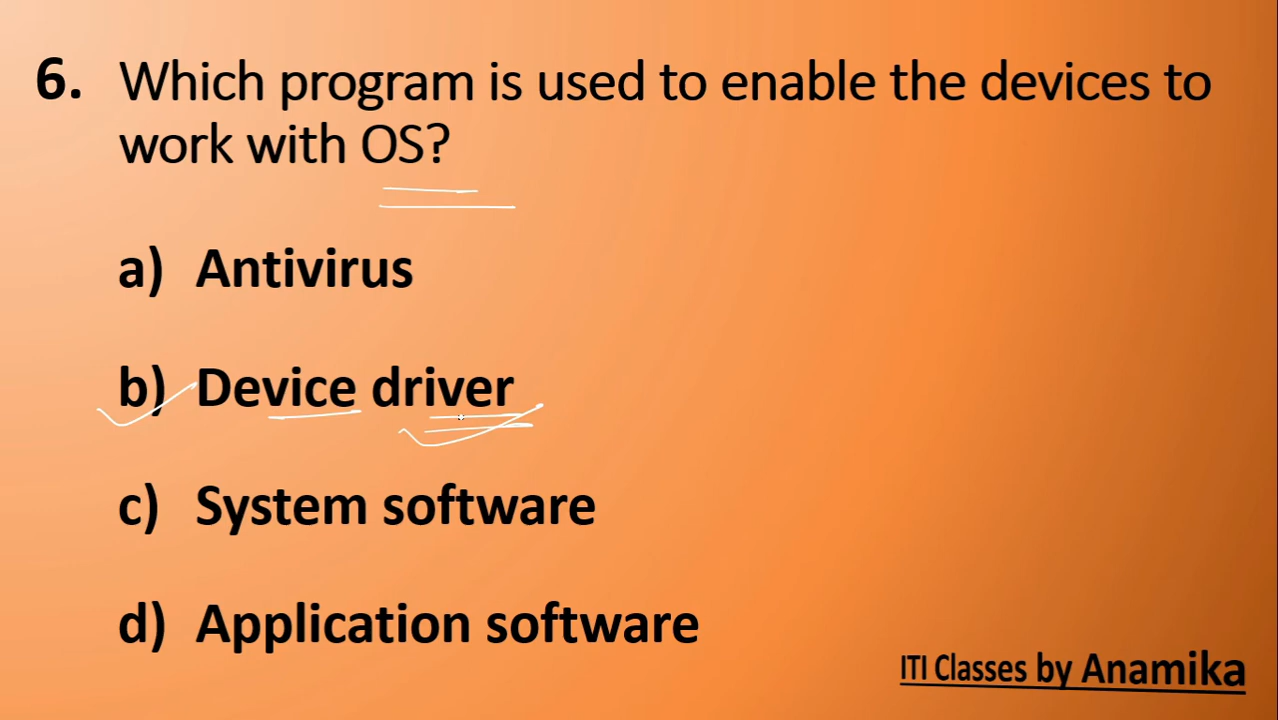 6. Which program is used to enable the devices to
work with OS?
a) Antivirus
b) Device driver
c) System software
d) Application software
ITI Classes by Anamika